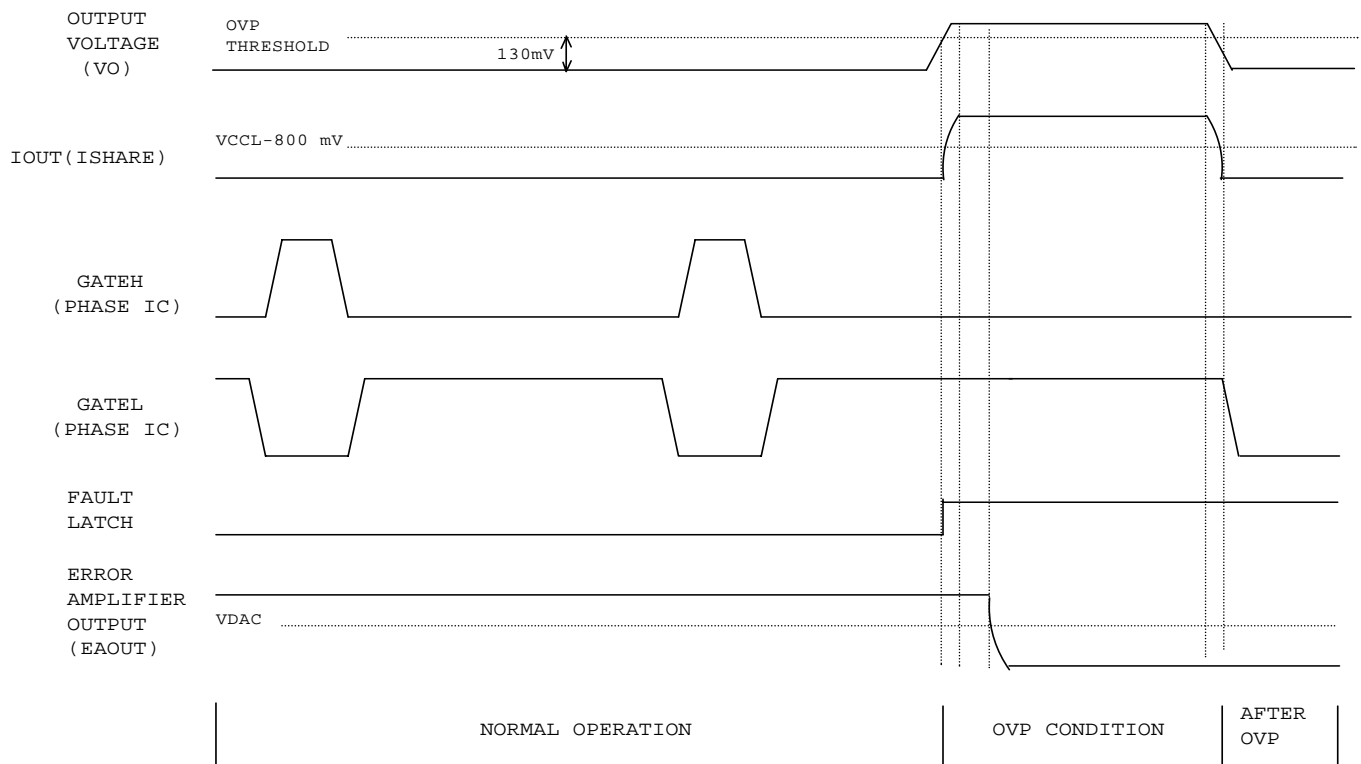 OUTPUT
VOLTAGE
(VO)
OVP
THRESHOLD
130mV
IOUT(ISHARE)
VCCL-800 mV
GATEH
(PHASE IC)
GATEL
(PHASE IC)
FAULT
LATCH
ERROR
AMPLIFIER
OUTPUT
(EAOUT)
VDAC
NORMAL OPERATION
OVP CONDITION
AFTER
OVP